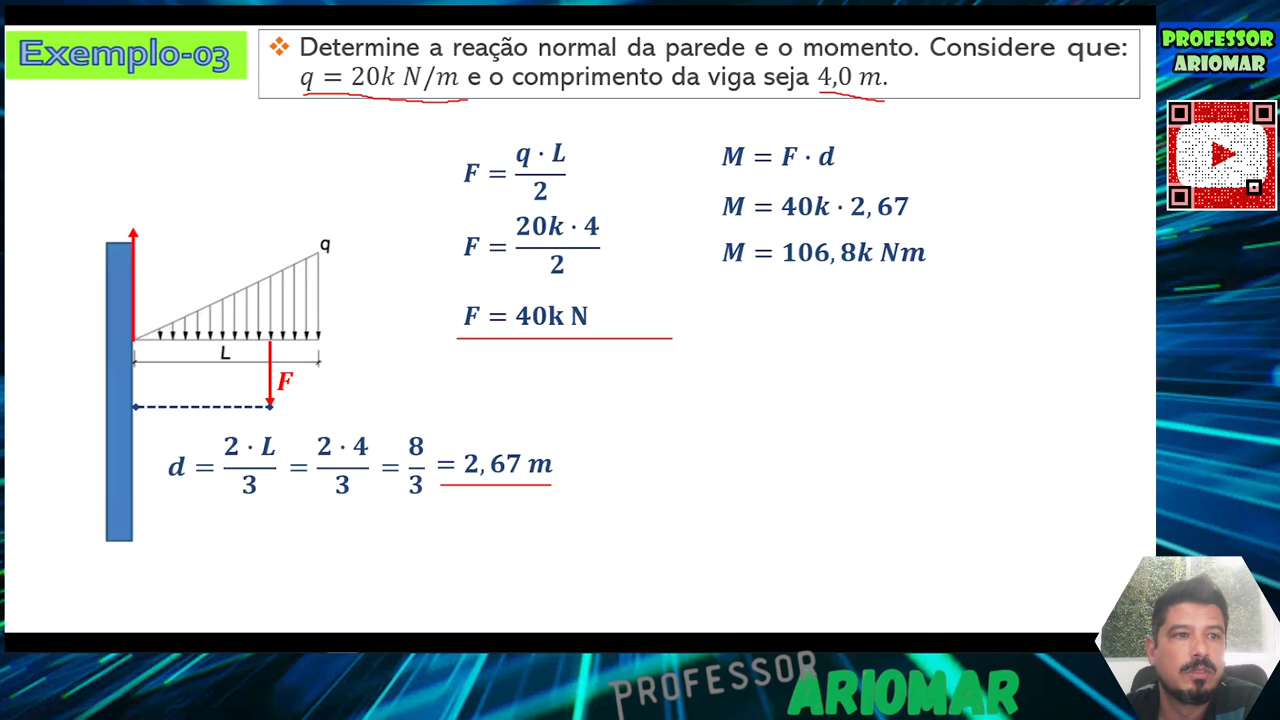 Exemplo-03
❖ Determine a reação normal da parede e o momento. Considere que:
q = 20k N/m e o comprimento da viga seja 4,0 m.
PROFESSOR
ARIOMAR
F = q · L / 2
F = 20k · 4 / 2
F = 40k N
M = F · d
M = 40k · 2,67
M = 106,8k Nm
q
L
F
d = 2 · L / 3 = 2 · 4 / 3 = 8 / 3 = 2,67 m
PROFESSOR
ARIOMAR